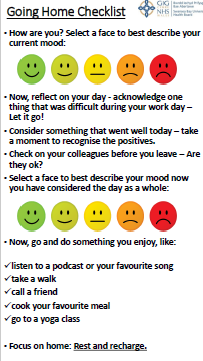 Going Home Checklist
GIG
NHS
• How are you? Select a face to best describe your
current mood:
• Now, reflect on your day - acknowledge one
thing that was difficult during your work day –
Let it go!
• Consider something that went well today – take
a moment to recognise the positives.
• Check on your colleagues before you leave – Are
they ok?
• Select a face to best describe your mood now
you have considered the day as a whole:
• Now, go and do something you enjoy, like:
✓listen to a podcast or your favourite song
✓take a walk
✓call a friend
✓cook your favourite meal
✓go to a yoga class
• Focus on home: Rest and recharge.